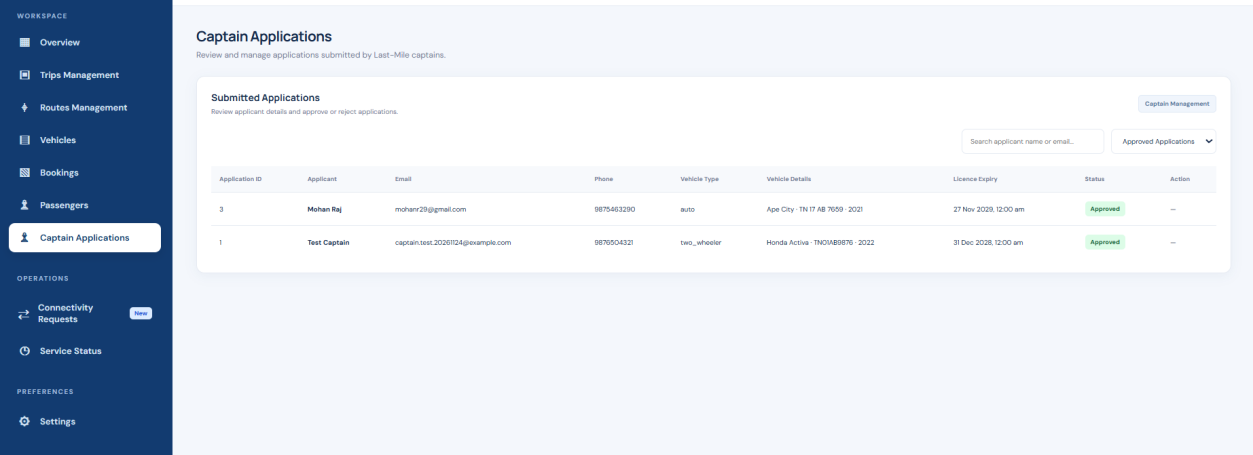 WORKSPACE
Overview
Trips Management
Routes Management
Vehicles
Bookings
Passengers
Captain Applications
OPERATIONS
Connectivity
Requests
New
Service Status
PREFERENCES
Settings
Captain Applications
Review and manage applications submitted by Last-Mile captains.
Submitted Applications
Review applicant details and approve or reject applications.
Captain Management
Search applicant name or email...
Approved Applications
Application ID Applicant Email Phone Vehicle Type Vehicle Details Licence Expiry Status Action
3 Mohan Raj mohanr29@gmail.com 9875463290 auto Ape City · TN 17 AB 7659 · 2021 27 Nov 2029, 12:00 am Approved —
1 Test Captain captain.test.20261124@example.com 9876504321 two_wheeler Honda Activa · TN01AB9876 · 2022 31 Dec 2028, 12:00 am Approved —